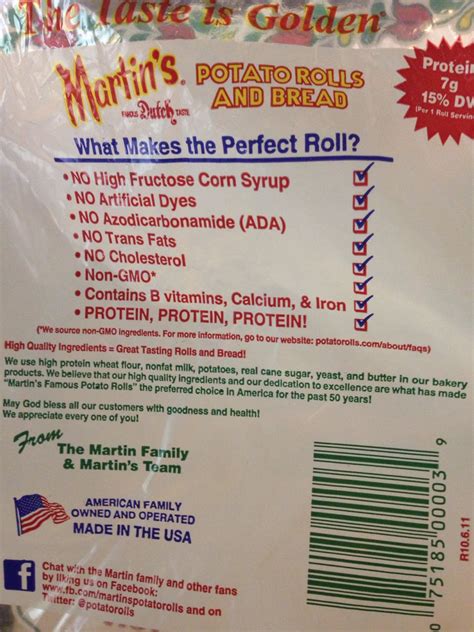 The Taste is Golden®
Martin's®
FAMOUS Dutch TASTE
POTATO ROLLS
AND BREAD
Protein
7g
15% DV
(Per 1 Roll Serving
What Makes the Perfect Roll?
• NO High Fructose Corn Syrup
• NO Artificial Dyes
• NO Azodicarbonamide (ADA)
• NO Trans Fats
• NO Cholesterol
• Non-GMO*
• Contains B vitamins, Calcium, & Iron
• PROTEIN, PROTEIN, PROTEIN!
(*We source non-GMO ingredients. For more information, go to our website: potatorolls.com/about/faqs)
High Quality Ingredients = Great Tasting Rolls and Bread!
We use high protein wheat flour, nonfat milk, potatoes, real cane sugar, yeast, and butter in our bakery
products. We believe that our high quality ingredients and our dedication to excellence are what has made
"Martin's Famous Potato Rolls" the preferred choice in America for the past 50 years!
May God bless all our customers with goodness and health!
We appreciate every one of you!
From
The Martin Family
& Martin's Team
AMERICAN FAMILY
OWNED AND OPERATED
MADE IN THE USA
f
Chat with the Martin family and other fans
by liking us on Facebook:
www.fb.com/martinspotatorolls and on
Twitter: @potatorolls
0 75185 00003 9
R10.6.11